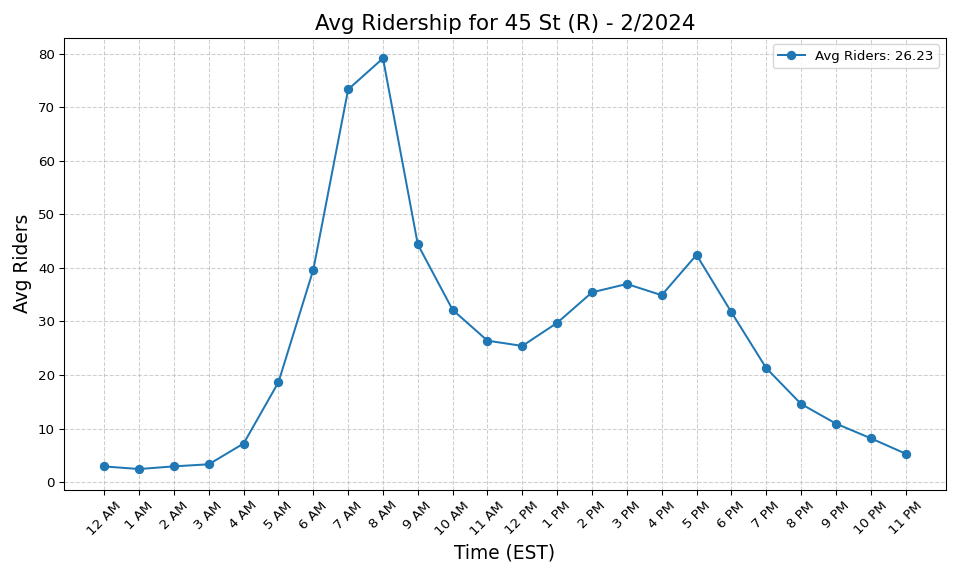 Avg Ridership for 45 St (R) - 2/2024
Avg Riders: 26.23
Avg Riders
80
70
60
50
40
30
20
10
0
12 AM
1 AM
2 AM
3 AM
4 AM
5 AM
6 AM
7 AM
8 AM
9 AM
10 AM
11 AM
12 PM
1 PM
2 PM
3 PM
4 PM
5 PM
6 PM
7 PM
8 PM
9 PM
10 PM
11 PM
Time (EST)